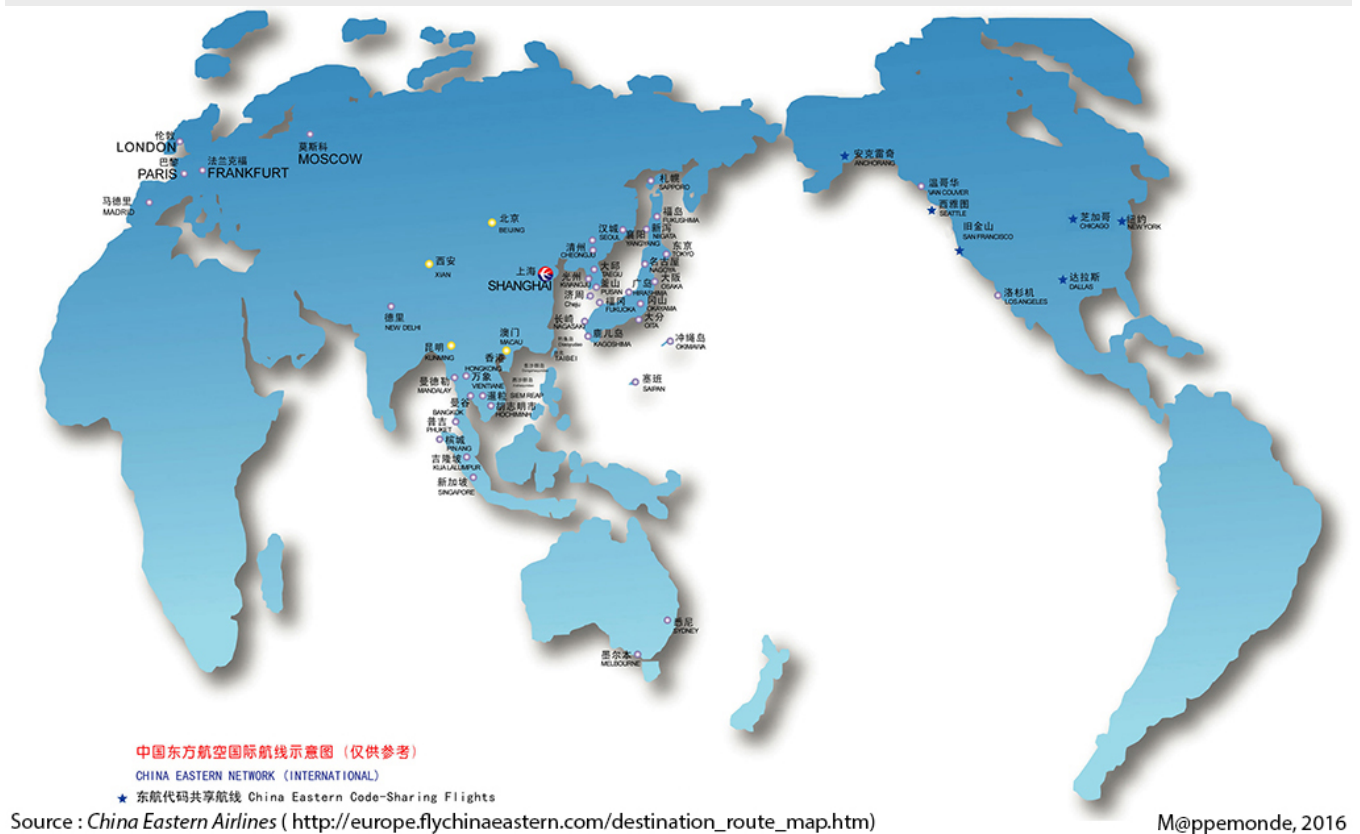 伦敦
LONDON
巴黎
PARIS
法兰克福
FRANKFURT
莫斯科
MOSCOW
马德里
MADRID
北京
BEIJING
西安
XIAN
上海
SHANGHAI
德里
NEW DELHI
昆明
KUNMING
澳门
MACAU
香港
HONGKONG
TAIBEI
札幌
SAPPORO
福岛
FUKUSHIMA
汉城
SEOUL
襄阳
YANGYANG
新泻
NIIGATA
清州
CHEONGJU
东京
TOKYO
名古屋
NAGOYA
大邱
TAEGU
光州
KWANGJU
釜山
PUSAN
大阪
OSAKA
广岛
HIRASHIMA
济周
Cheju
福冈
FUKUOKA
冈山
OKAYAMA
长崎
NAGASAKI
大分
OITA
鹿儿岛
KAGOSHIMA
冲绳岛
OKINAWA
塞班
SAIPAN
曼德勒
MANDALAY
万象
VIENTIANE
暹粒
SIEM REAP
曼谷
BANGKOK
胡志明市
HOCHIMINH
普吉
PHUKET
槟城
PINANG
吉隆坡
KUALALUMPUR
新加坡
SINGAPORE
悉尼
SYDNEY
墨尔本
MELBOURNE
安克雷奇
ANCHORANG
温哥华
VAN COUVER
西雅图
SEATTLE
旧金山
SAN FRANCISCO
洛杉机
LOS ANGELES
芝加哥
CHICAGO
纽约
NEW YORK
达拉斯
DALLAS
中国东方航空国际航线示意图（仅供参考）
CHINA EASTERN NETWORK (INTERNATIONAL)
★ 东航代码共享航线 China Eastern Code-Sharing Flights
Source : China Eastern Airlines ( http://europe.flychinaeastern.com/destination_route_map.htm)
M@ppemonde, 2016